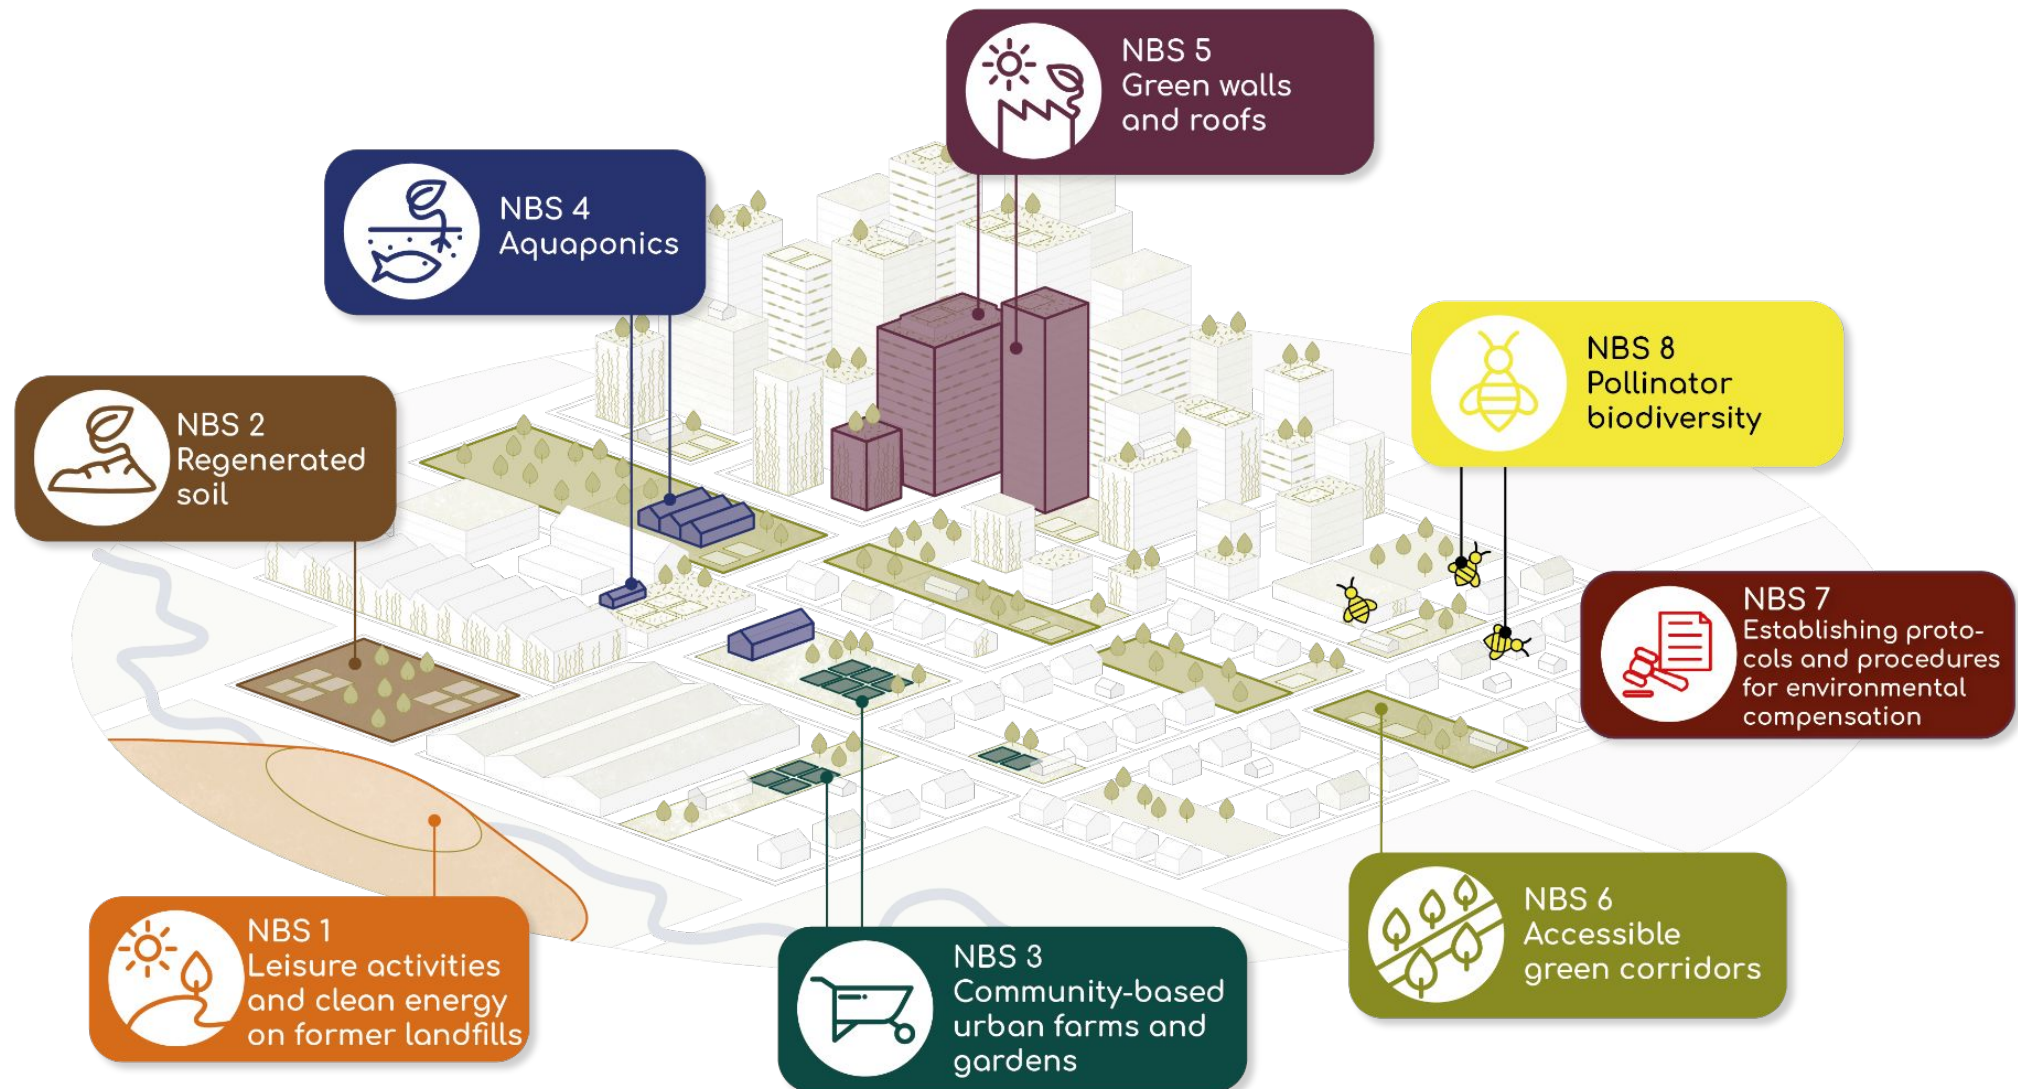 NBS 5
Green walls
and roofs
NBS 4
Aquaponics
NBS 8
Pollinator
biodiversity
NBS 2
Regenerated
soil
NBS 7
Establishing proto-
cols and procedures
for environmental
compensation
NBS 6
Accessible
green corridors
NBS 1
Leisure activities
and clean energy
on former landfills
NBS 3
Community-based
urban farms and
gardens